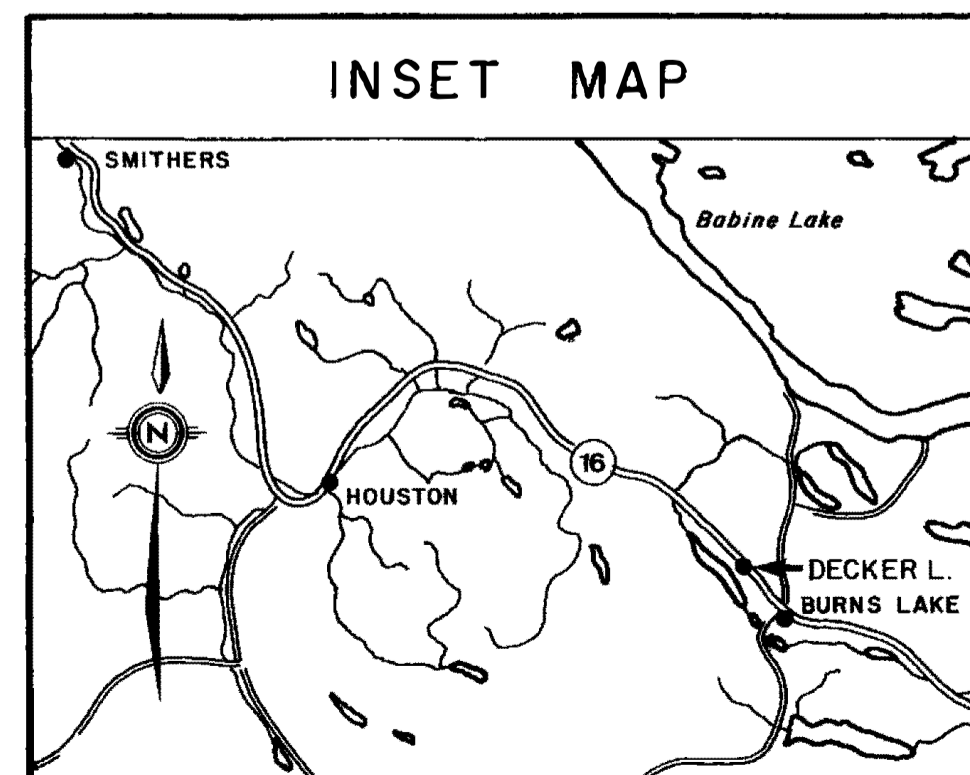 INSET MAP
SMITHERS
Babine Lake
N
16
HOUSTON
DECKER L.
BURNS LAKE